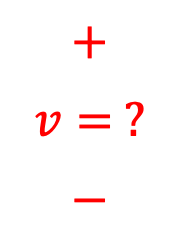 +
v = ?
−